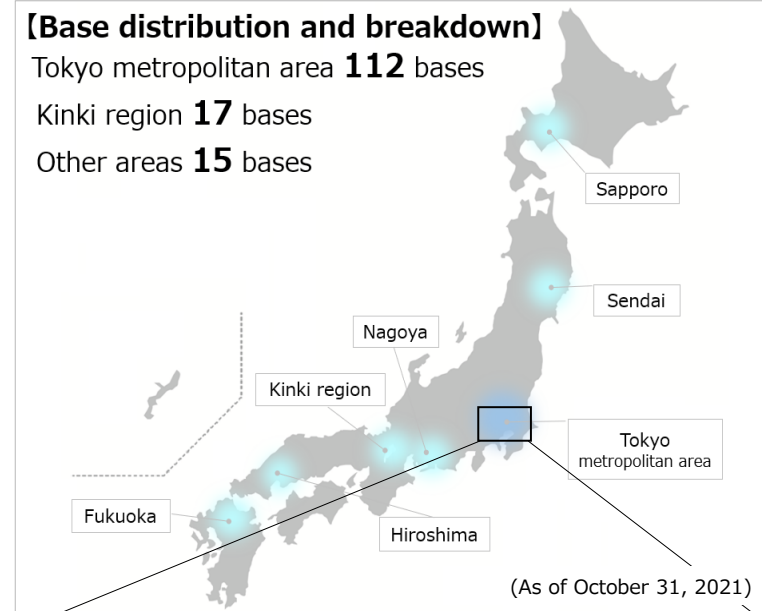 【Base distribution and breakdown】
Tokyo metropolitan area 112 bases
Kinki region 17 bases
Other areas 15 bases
Sapporo
Sendai
Nagoya
Kinki region
Tokyo
metropolitan area
Fukuoka
Hiroshima
(As of October 31, 2021)